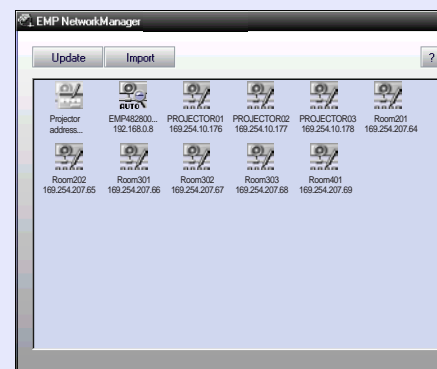 EMP NetworkManager
Update Import ?
AUTO
Projector EMP482800... PROJECTOR01 PROJECTOR02 PROJECTOR03 Room201
address... 192.168.0.8 169.254.10.176 169.254.10.177 169.254.10.178 169.254.207.64
Room202 Room301 Room302 Room303 Room401
169.254.207.65 169.254.207.66 169.254.207.67 169.254.207.68 169.254.207.69